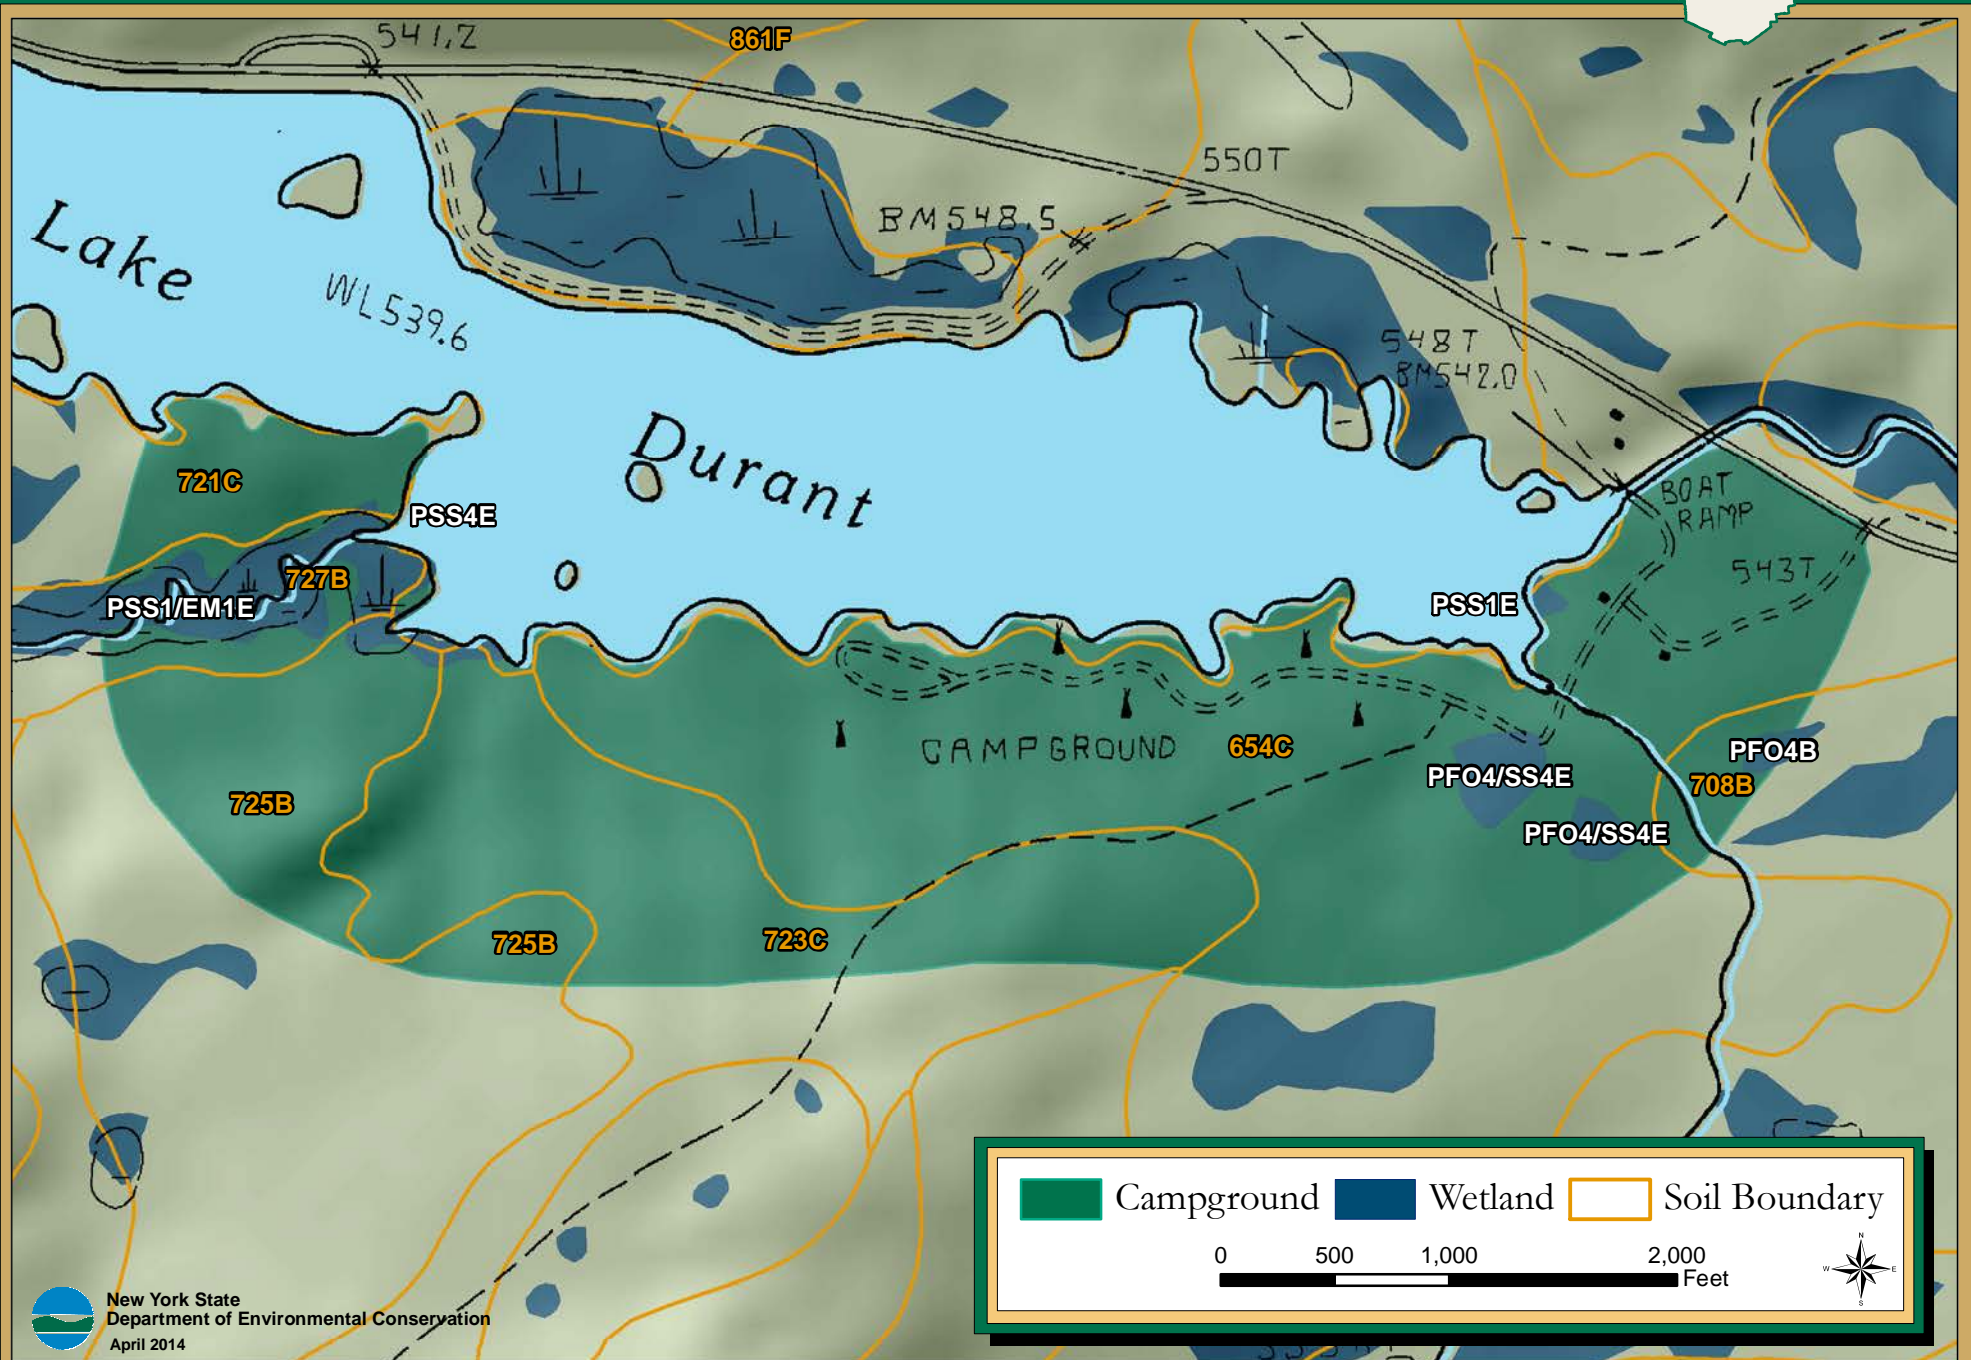 541.2
861F
550T
BM548.5
Lake
WL539.6
548T
BM542.0
Durant
721C
PSS4E
BOAT
RAMP
543T
727B
PSS1/EM1E
PSS1E
CAMPGROUND
654C
PFO4B
PFO4/SS4E
708B
725B
PFO4/SS4E
725B
723C
Campground
Wetland
Soil Boundary
0 500 1,000 2,000
Feet
N
W E
S
New York State
Department of Environmental Conservation
April 2014